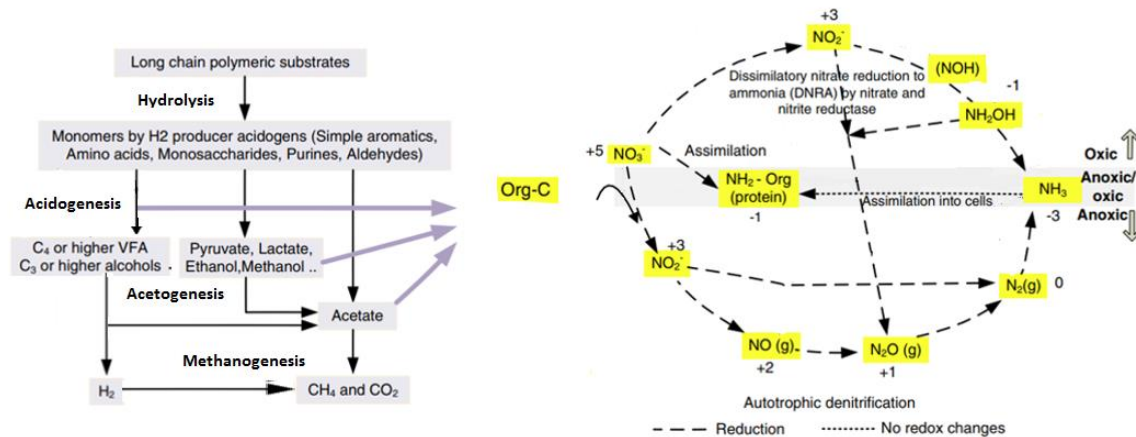 Long chain polymeric substrates
Hydrolysis
Monomers by H2 producer acidogens (Simple aromatics,
Amino acids, Monosaccharides, Purines, Aldehydes)
Acidogenesis
C₄ or higher VFA
C₃ or higher alcohols .
Pyruvate, Lactate,
Ethanol,Methanol ..
Acetogenesis
Acetate
Methanogenesis
H₂
CH₄ and CO₂
Org-C
+3
NO₂⁻
(NOH)
Dissimilatory nitrate reduction to
ammonia (DNRA) by nitrate and
nitrite reductase
-1
NH₂OH
+5 NO₃⁻
Assimilation
Oxic
NH₂ - Org
(protein)
-1
Assimilation into cells
NH₃
-3
Anoxic/
oxic
Anoxic
+3
NO₂⁻
N₂(g) 0
NO (g)
+2
N₂O (g)
+1
Autotrophic denitrification
Reduction
No redox changes